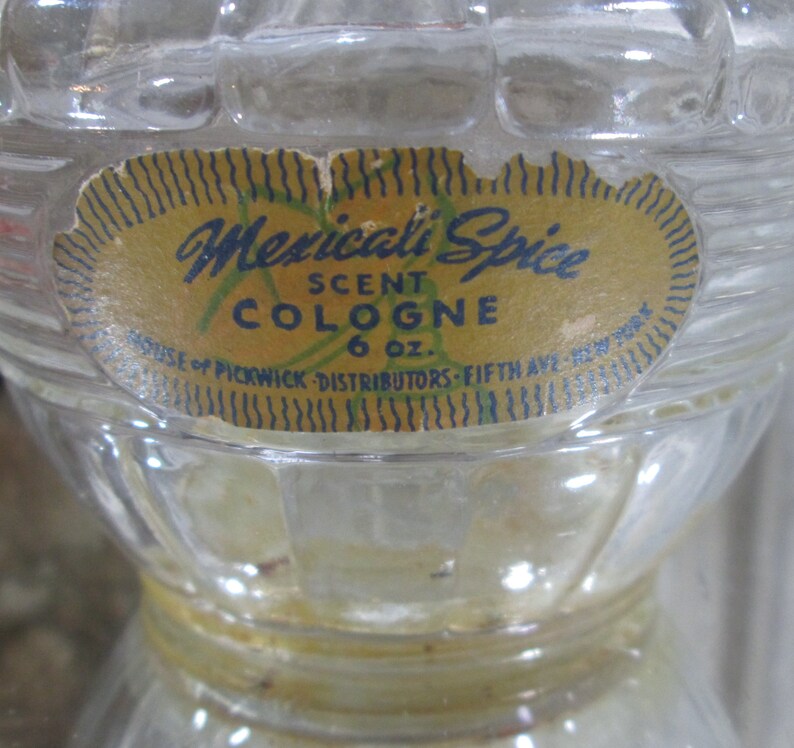 Mexicali Spice
SCENT
COLOGNE
6 oz.
HOUSE of PICKWICK · DISTRIBUTORS · FIFTH AVE · NEW YORK